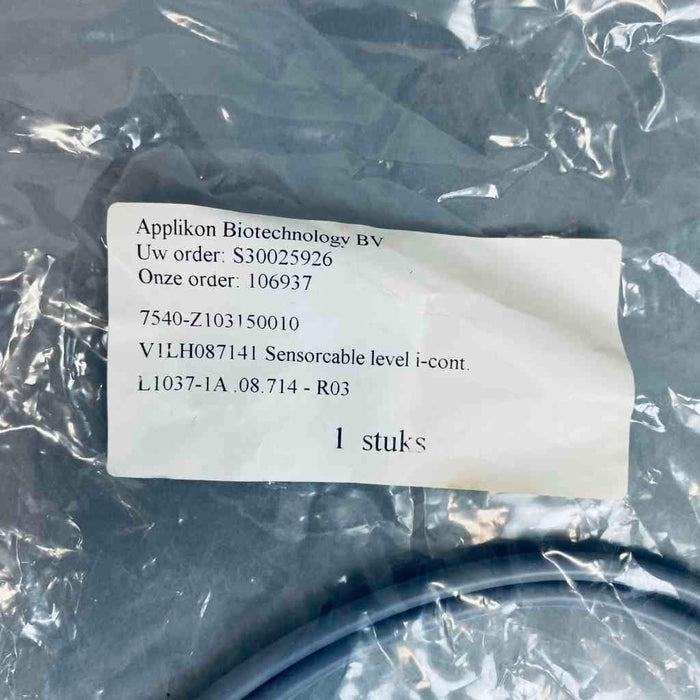 Applikon Biotechnology BV
Uw order: S30025926
Onze order: 106937
7540-Z103150010
V1LH087141 Sensorcable level i-cont.
L1037-1A .08.714 - R03
1 stuks